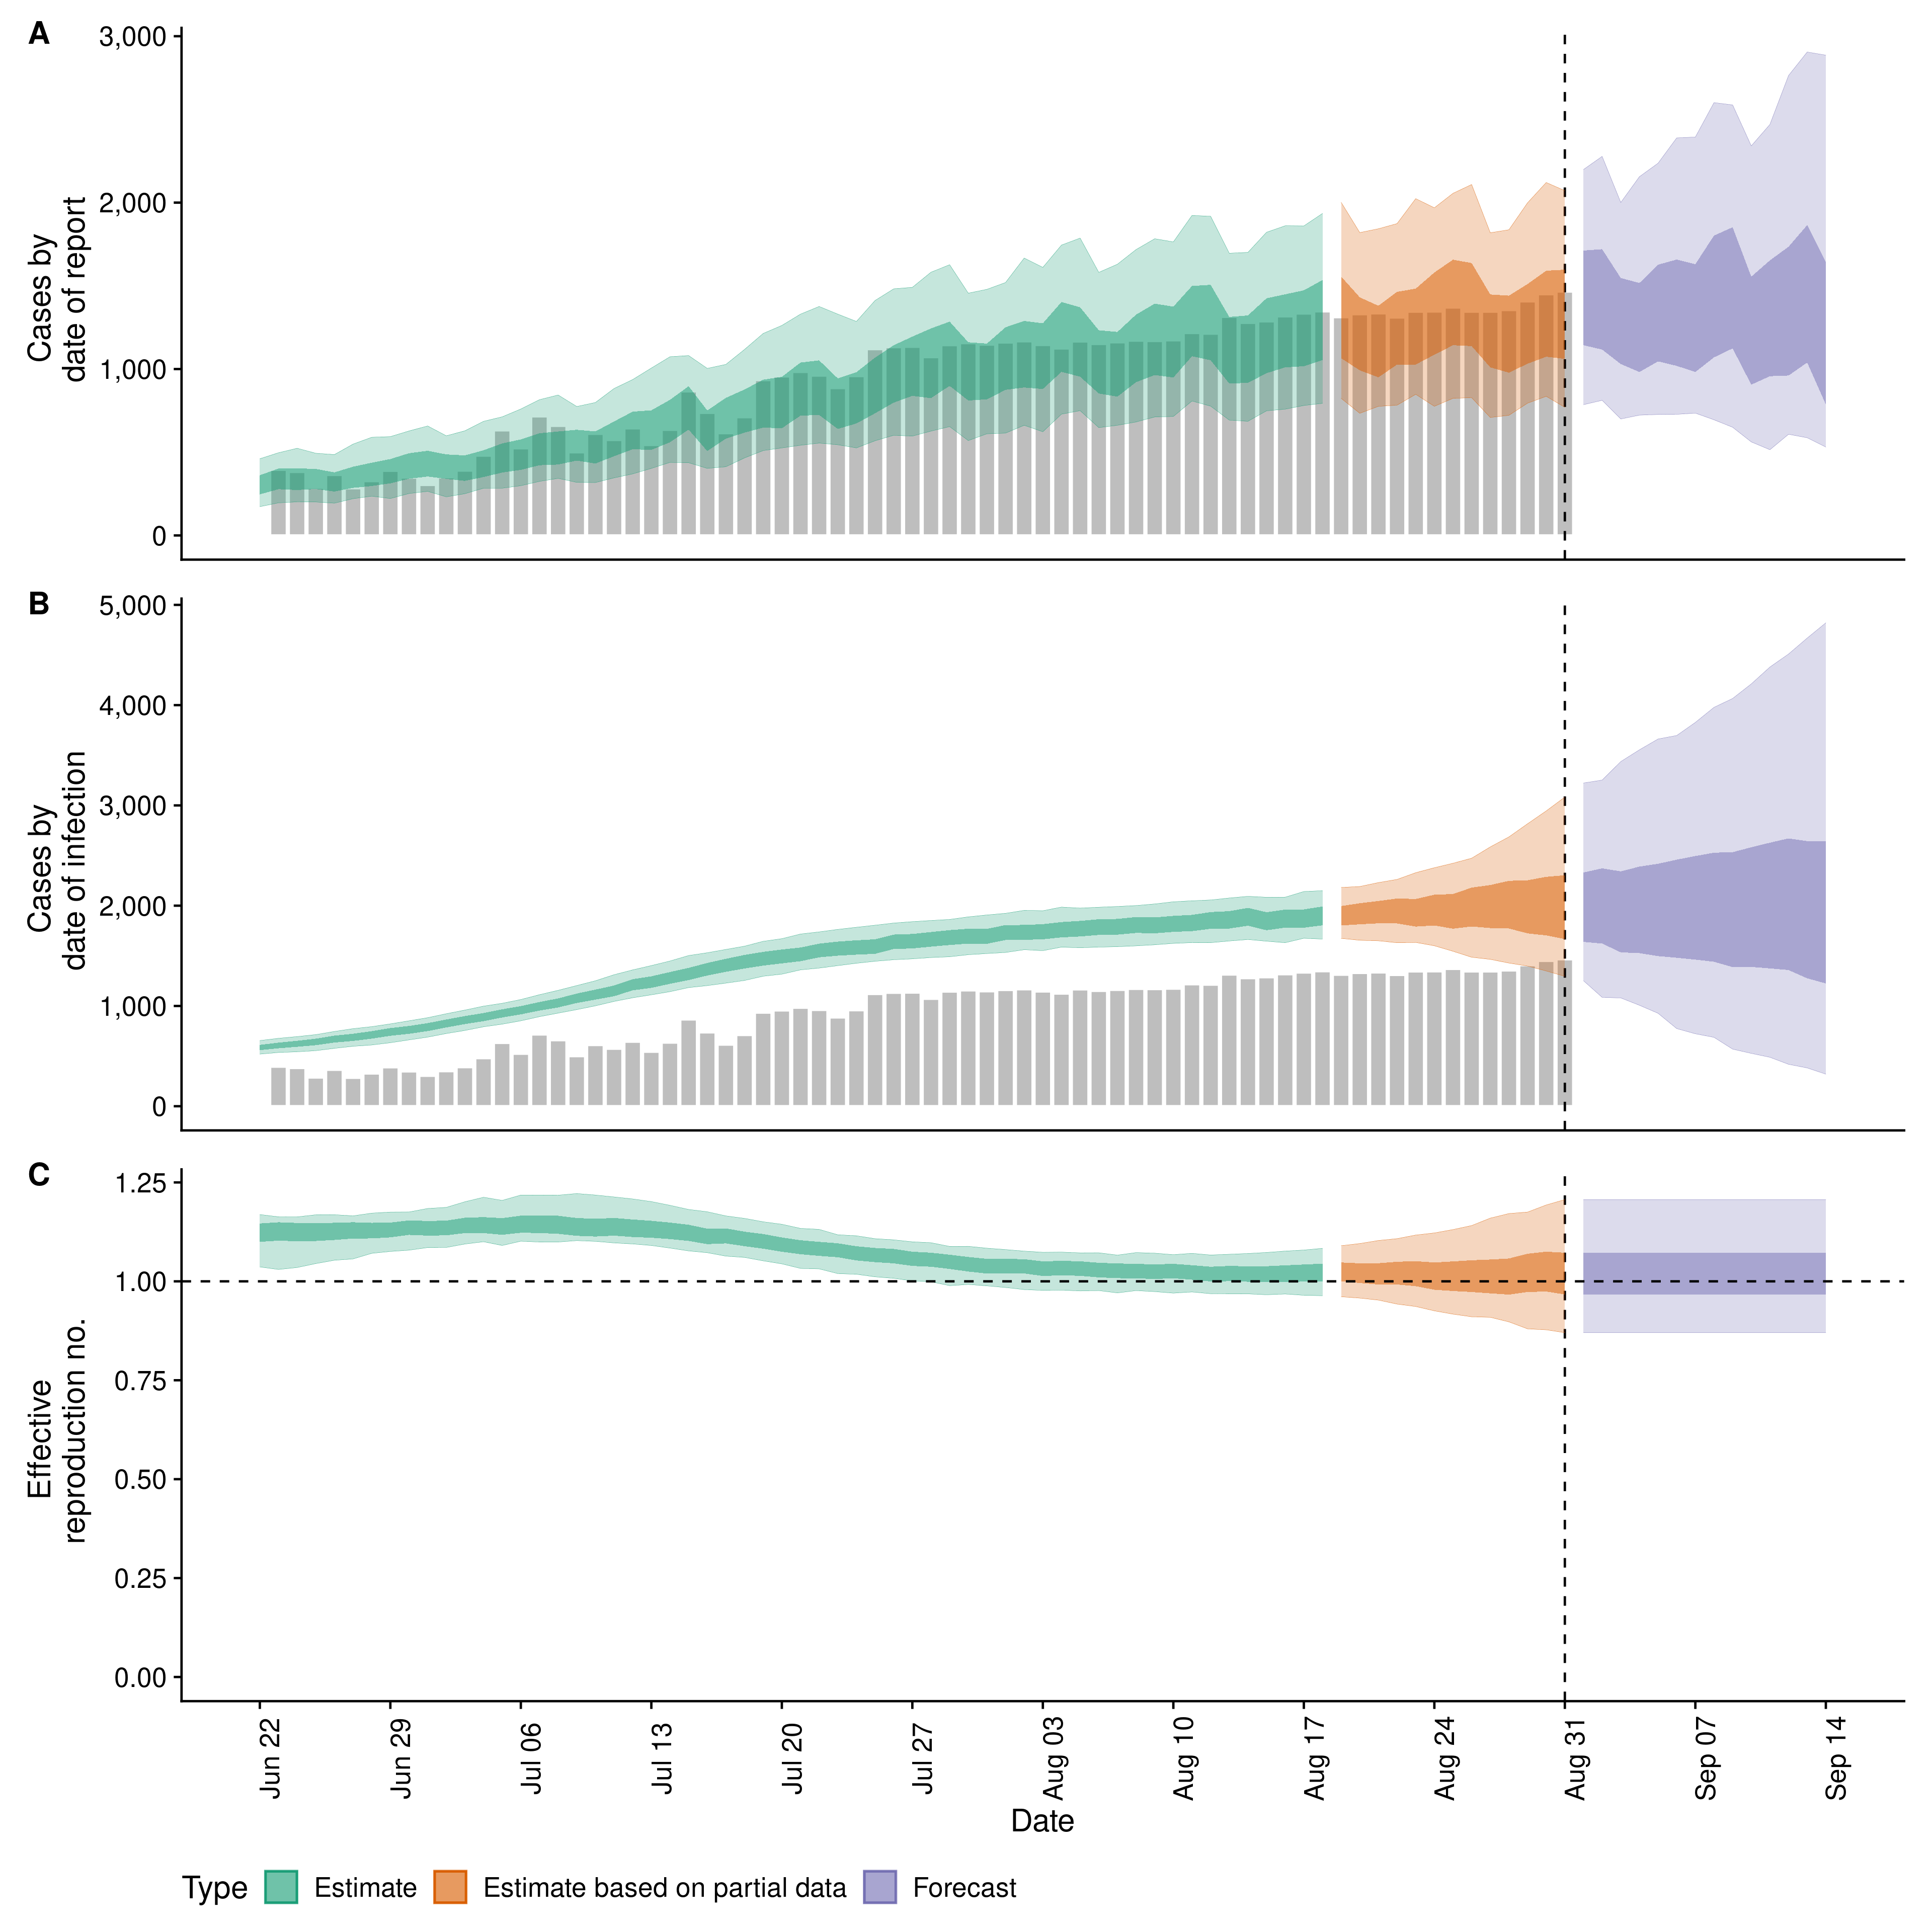 A
Cases by
date of report
3,000
2,000
1,000
0
B
Cases by
date of infection
5,000
4,000
3,000
2,000
1,000
0
C
Effective
reproduction no.
1.25
1.00
0.75
0.50
0.25
0.00
Jun 22
Jun 29
Jul 06
Jul 13
Jul 20
Jul 27
Aug 03
Aug 10
Aug 17
Aug 24
Aug 31
Sep 07
Sep 14
Date
Type Estimate Estimate based on partial data Forecast